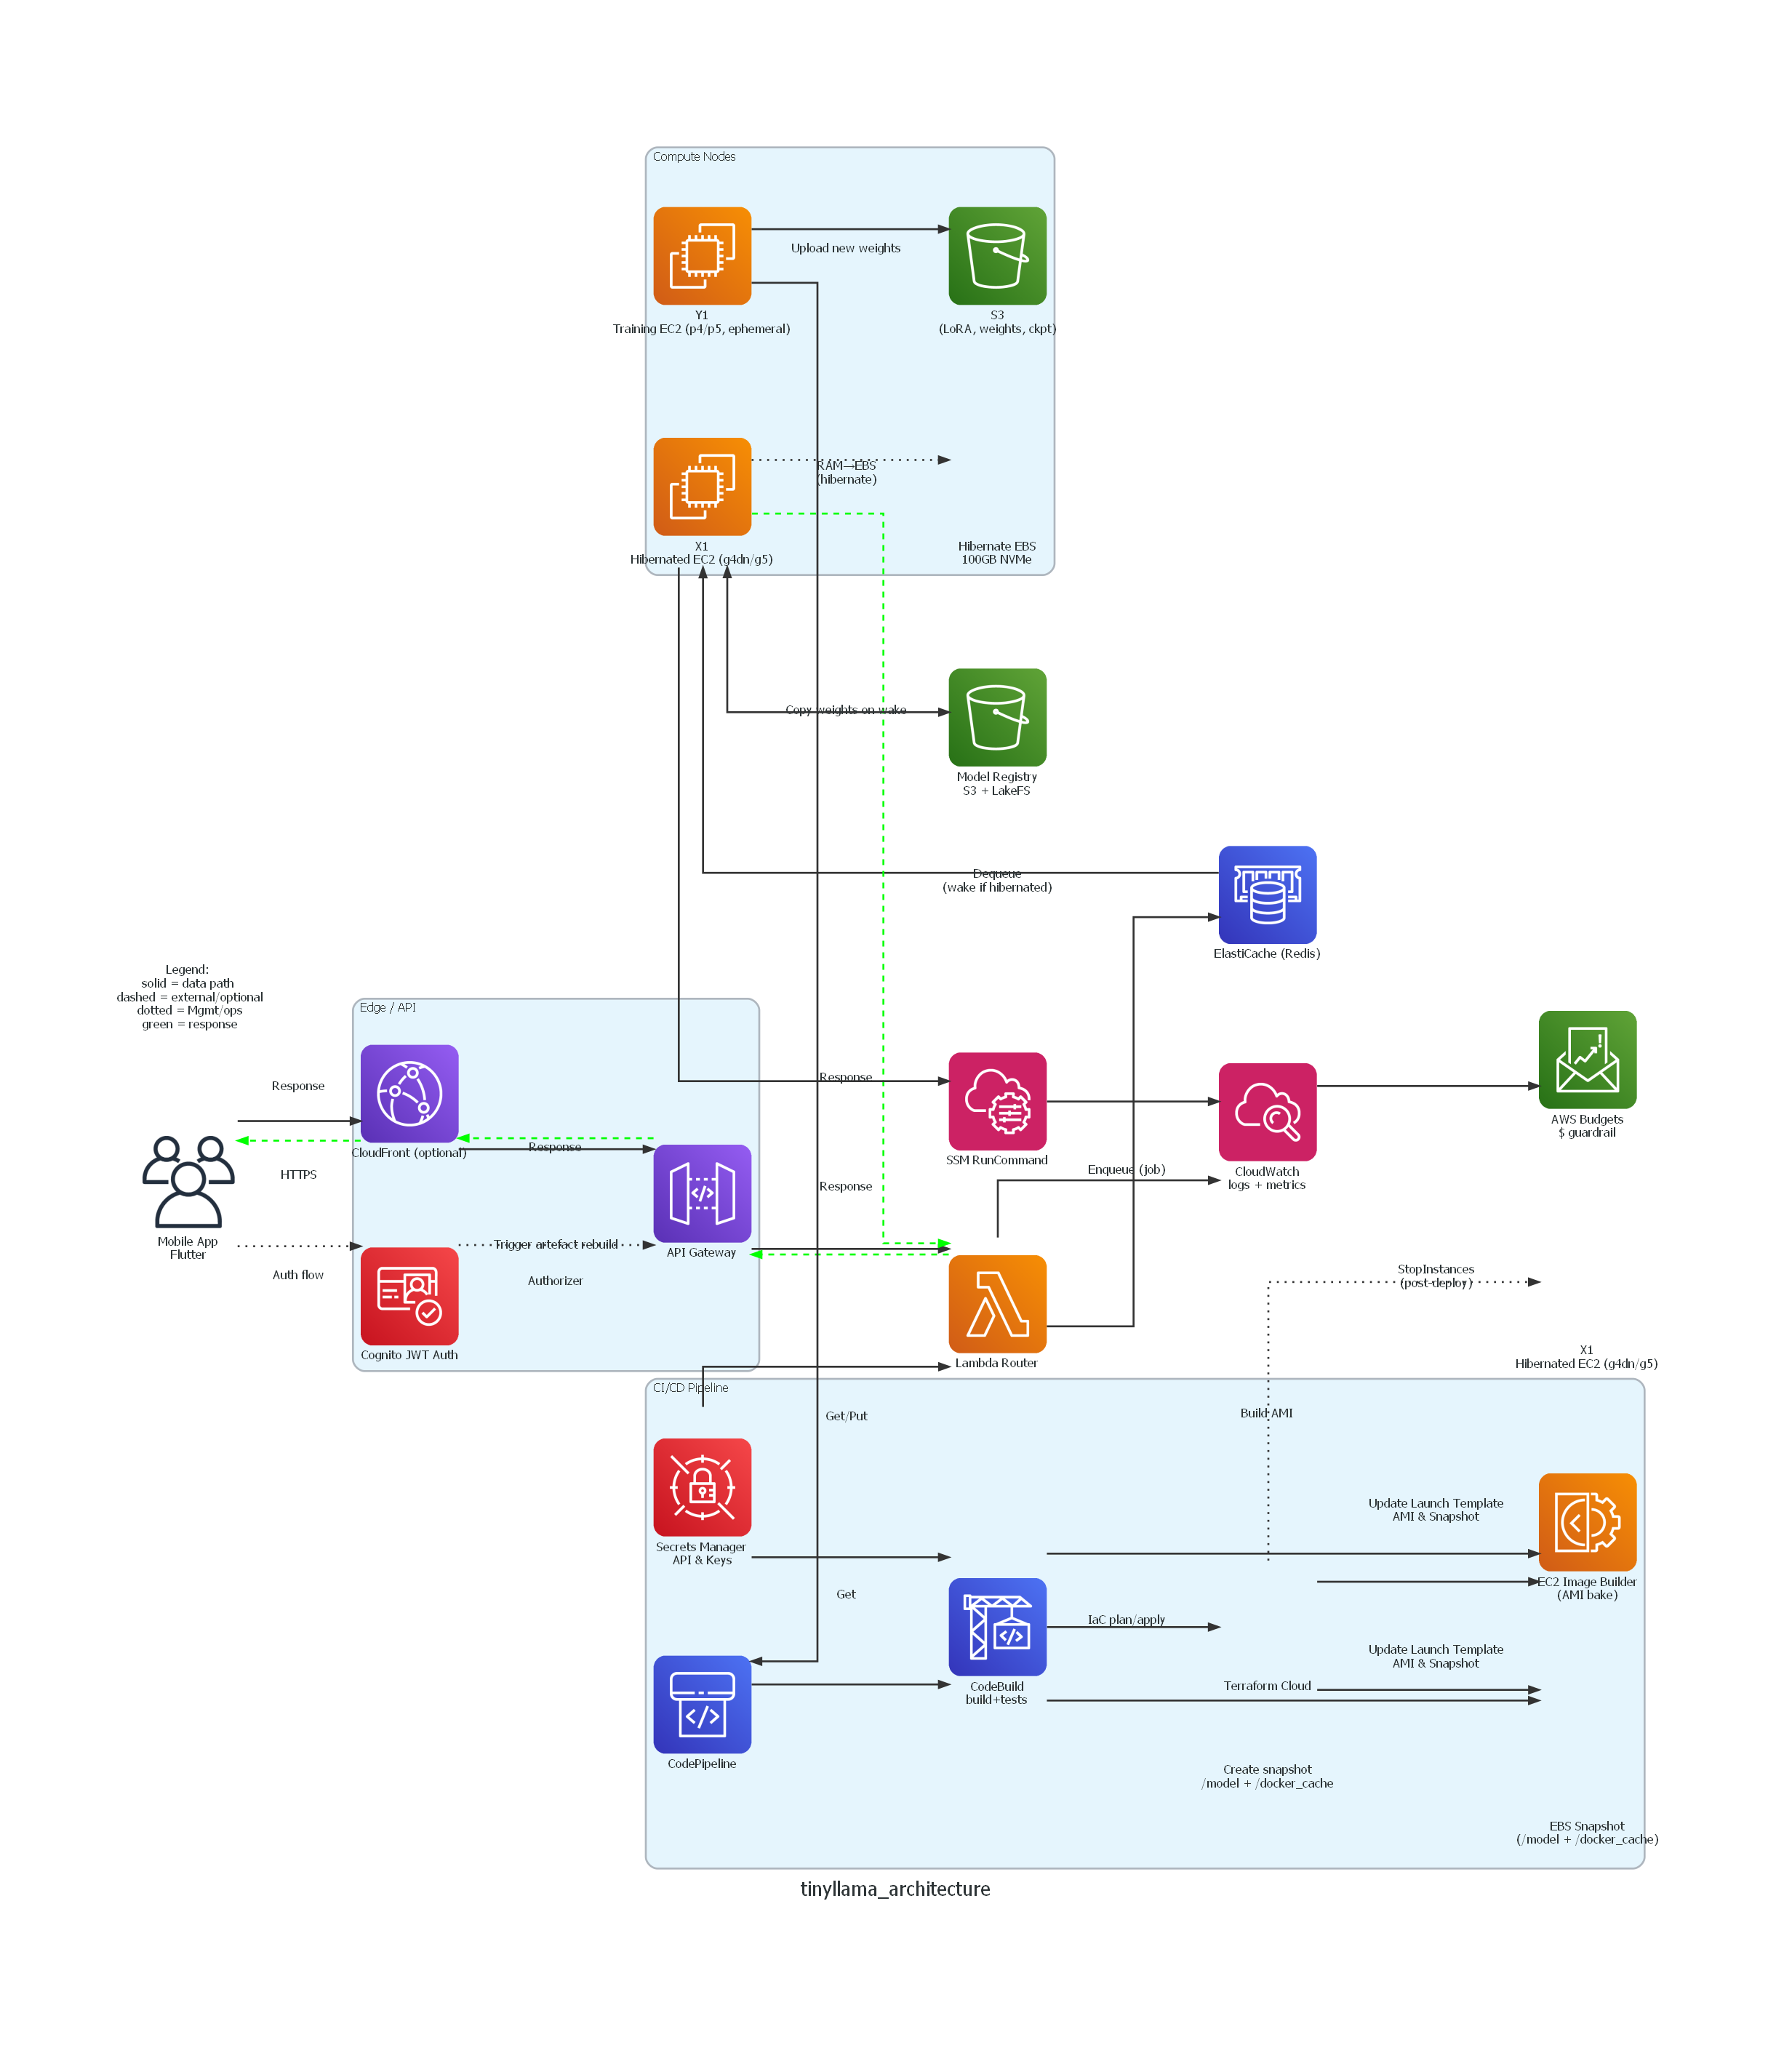 Compute Nodes
Upload new weights
Y1
Training EC2 (p4/p5, ephemeral)
S3
(LoRA, weights, ckpt)
RAM→EBS
(hibernate)
X1
Hibernated EC2 (g4dn/g5)
Hibernate EBS
100GB NVMe
Copy weights on wake
Model Registry
S3 + LakeFS
Dequeue
(wake if hibernated)
ElastiCache (Redis)
Legend:
solid = data path
dashed = external/optional
dotted = Mgmt/ops
green = response
Edge / API
Response
Response
CloudFront (optional)
Response
HTTPS
SSM RunCommand
Enqueue (job)
CloudWatch
logs + metrics
AWS Budgets
$ guardrail
Response
Mobile App
Flutter
Trigger artefact rebuild
API Gateway
Auth flow
Authorizer
StopInstances
(post-deploy)
Cognito JWT Auth
Lambda Router
X1
Hibernated EC2 (g4dn/g5)
CI/CD Pipeline
Get/Put
Build AMI
Update Launch Template
AMI & Snapshot
Secrets Manager
API & Keys
Get
EC2 Image Builder
(AMI bake)
IaC plan/apply
Update Launch Template
AMI & Snapshot
CodeBuild
build+tests
Terraform Cloud
CodePipeline
Create snapshot
/model + /docker_cache
EBS Snapshot
(/model + /docker_cache)
tinyllama_architecture